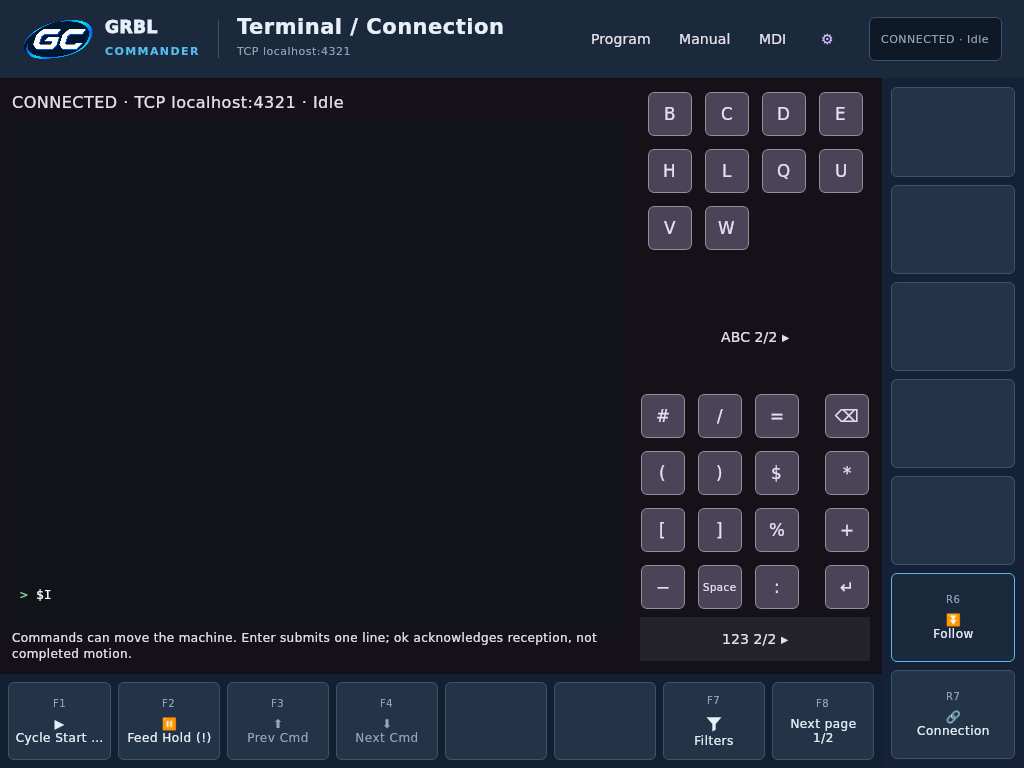 GC
GRBL
COMMANDER
Terminal / Connection
TCP localhost:4321
Program
Manual
MDI
⚙
CONNECTED · Idle
CONNECTED · TCP localhost:4321 · Idle
B C D E
H L Q U
V W
ABC 2/2 ▸
# / = ⌫
( ) $ *
[ ] % +
− Space : ↵
123 2/2 ▸
> $I
Commands can move the machine. Enter submits one line; ok acknowledges reception, not
completed motion.
R6
⏬
Follow
R7
🔗
Connection
F1
▶
Cycle Start ...
F2
⏸
Feed Hold (!)
F3
⬆
Prev Cmd
F4
⬇
Next Cmd
F7
Filters
F8
Next page
1/2